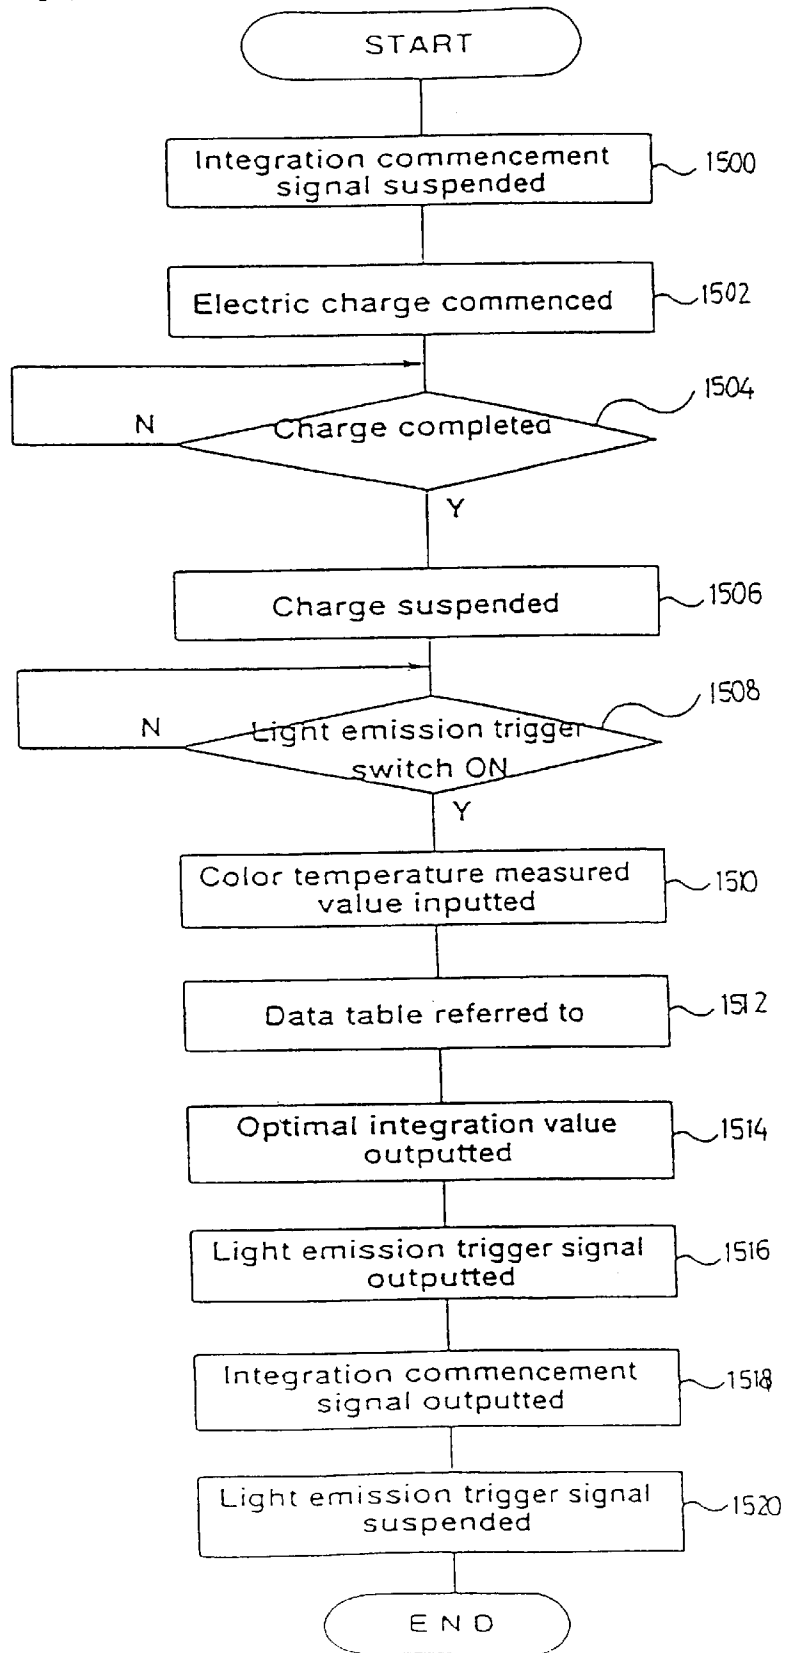 START
Integration commencement
signal suspended
1500
Electric charge commenced
1502
1504
N
Charge completed
Y
Charge suspended
1506
1508
N
Light emission trigger
switch ON
Y
Color temperature measured
value inputted
1510
Data table referred to
1512
Optimal integration value
outputted
1514
Light emission trigger signal
outputted
1516
Integration commencement
signal outputted
1518
Light emission trigger signal
suspended
1520
END